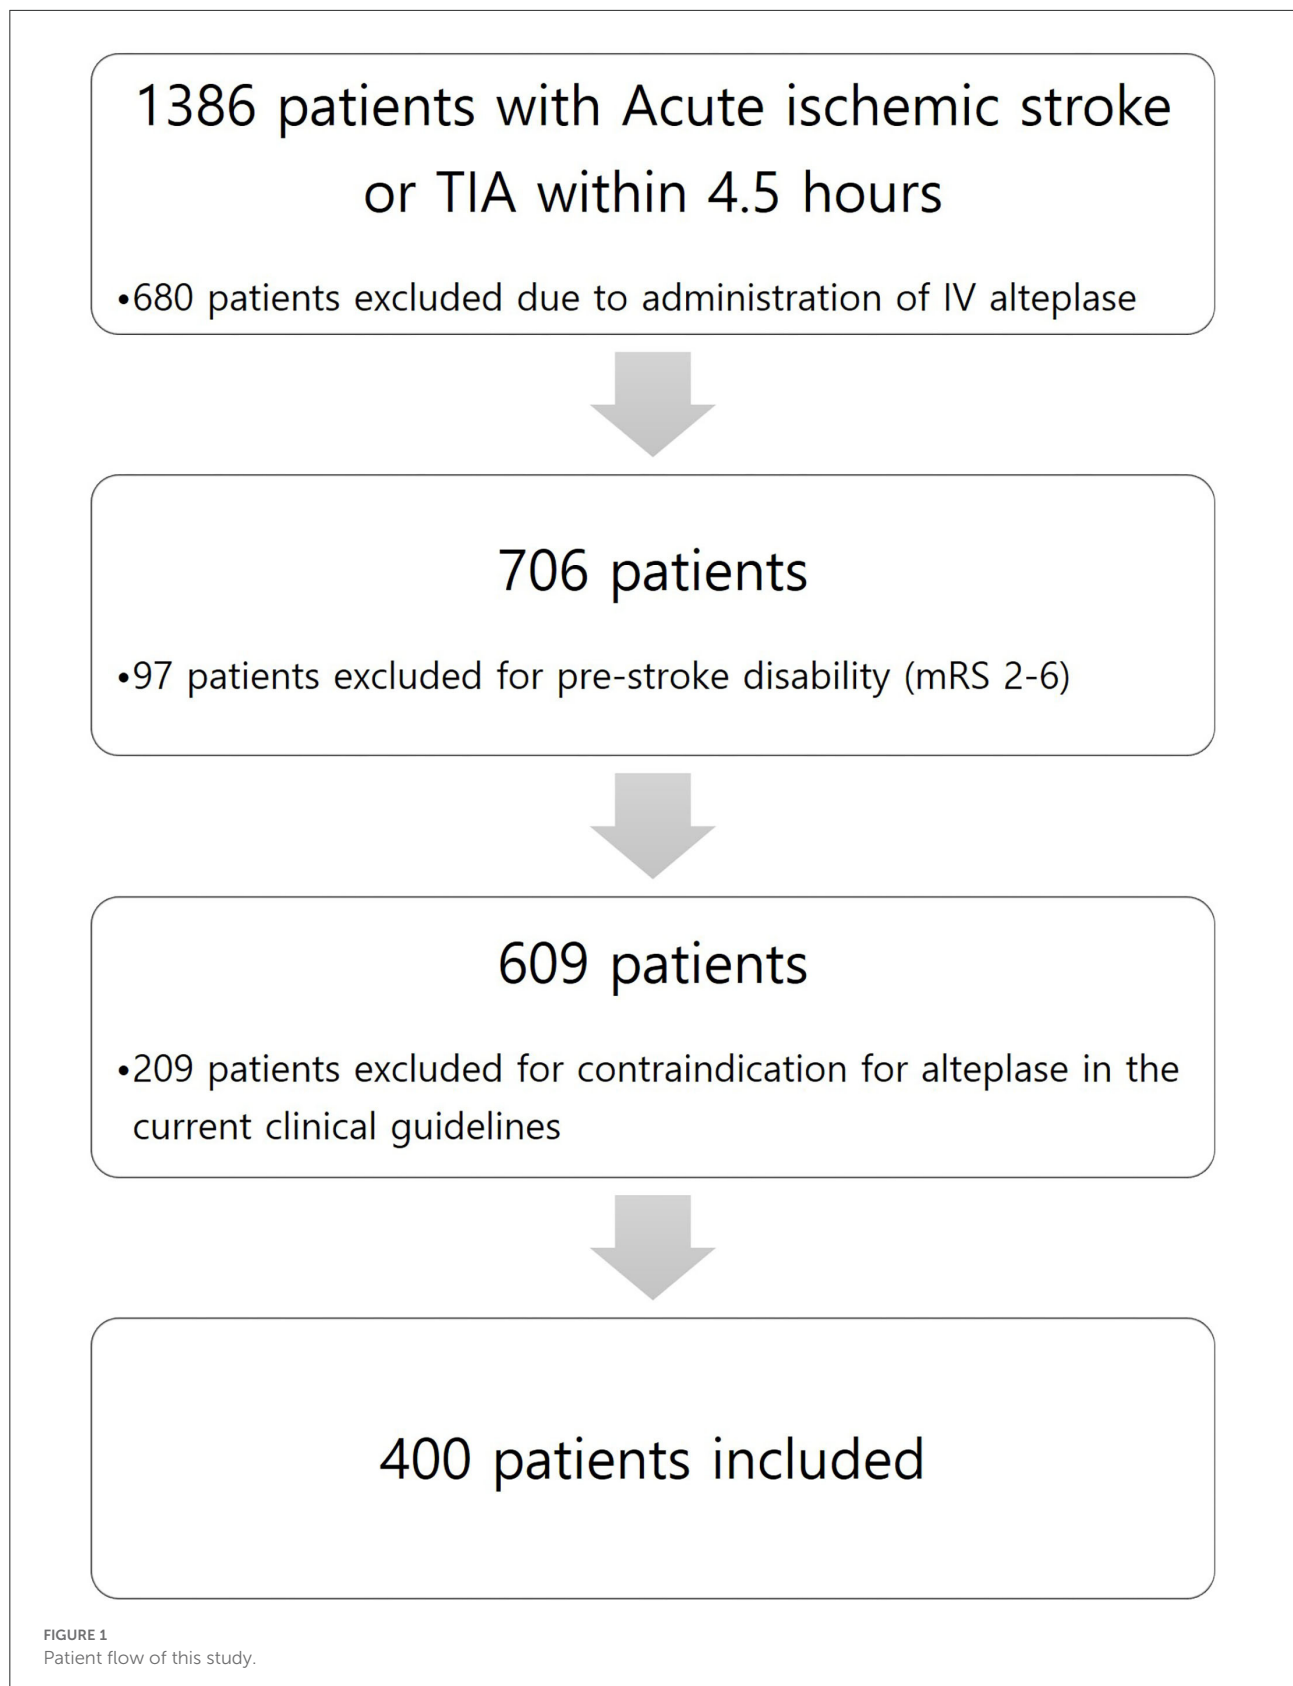 1386 patients with Acute ischemic stroke
or TIA within 4.5 hours
•680 patients excluded due to administration of IV alteplase
706 patients
•97 patients excluded for pre-stroke disability (mRS 2-6)
609 patients
•209 patients excluded for contraindication for alteplase in the
current clinical guidelines
400 patients included
FIGURE 1
Patient flow of this study.